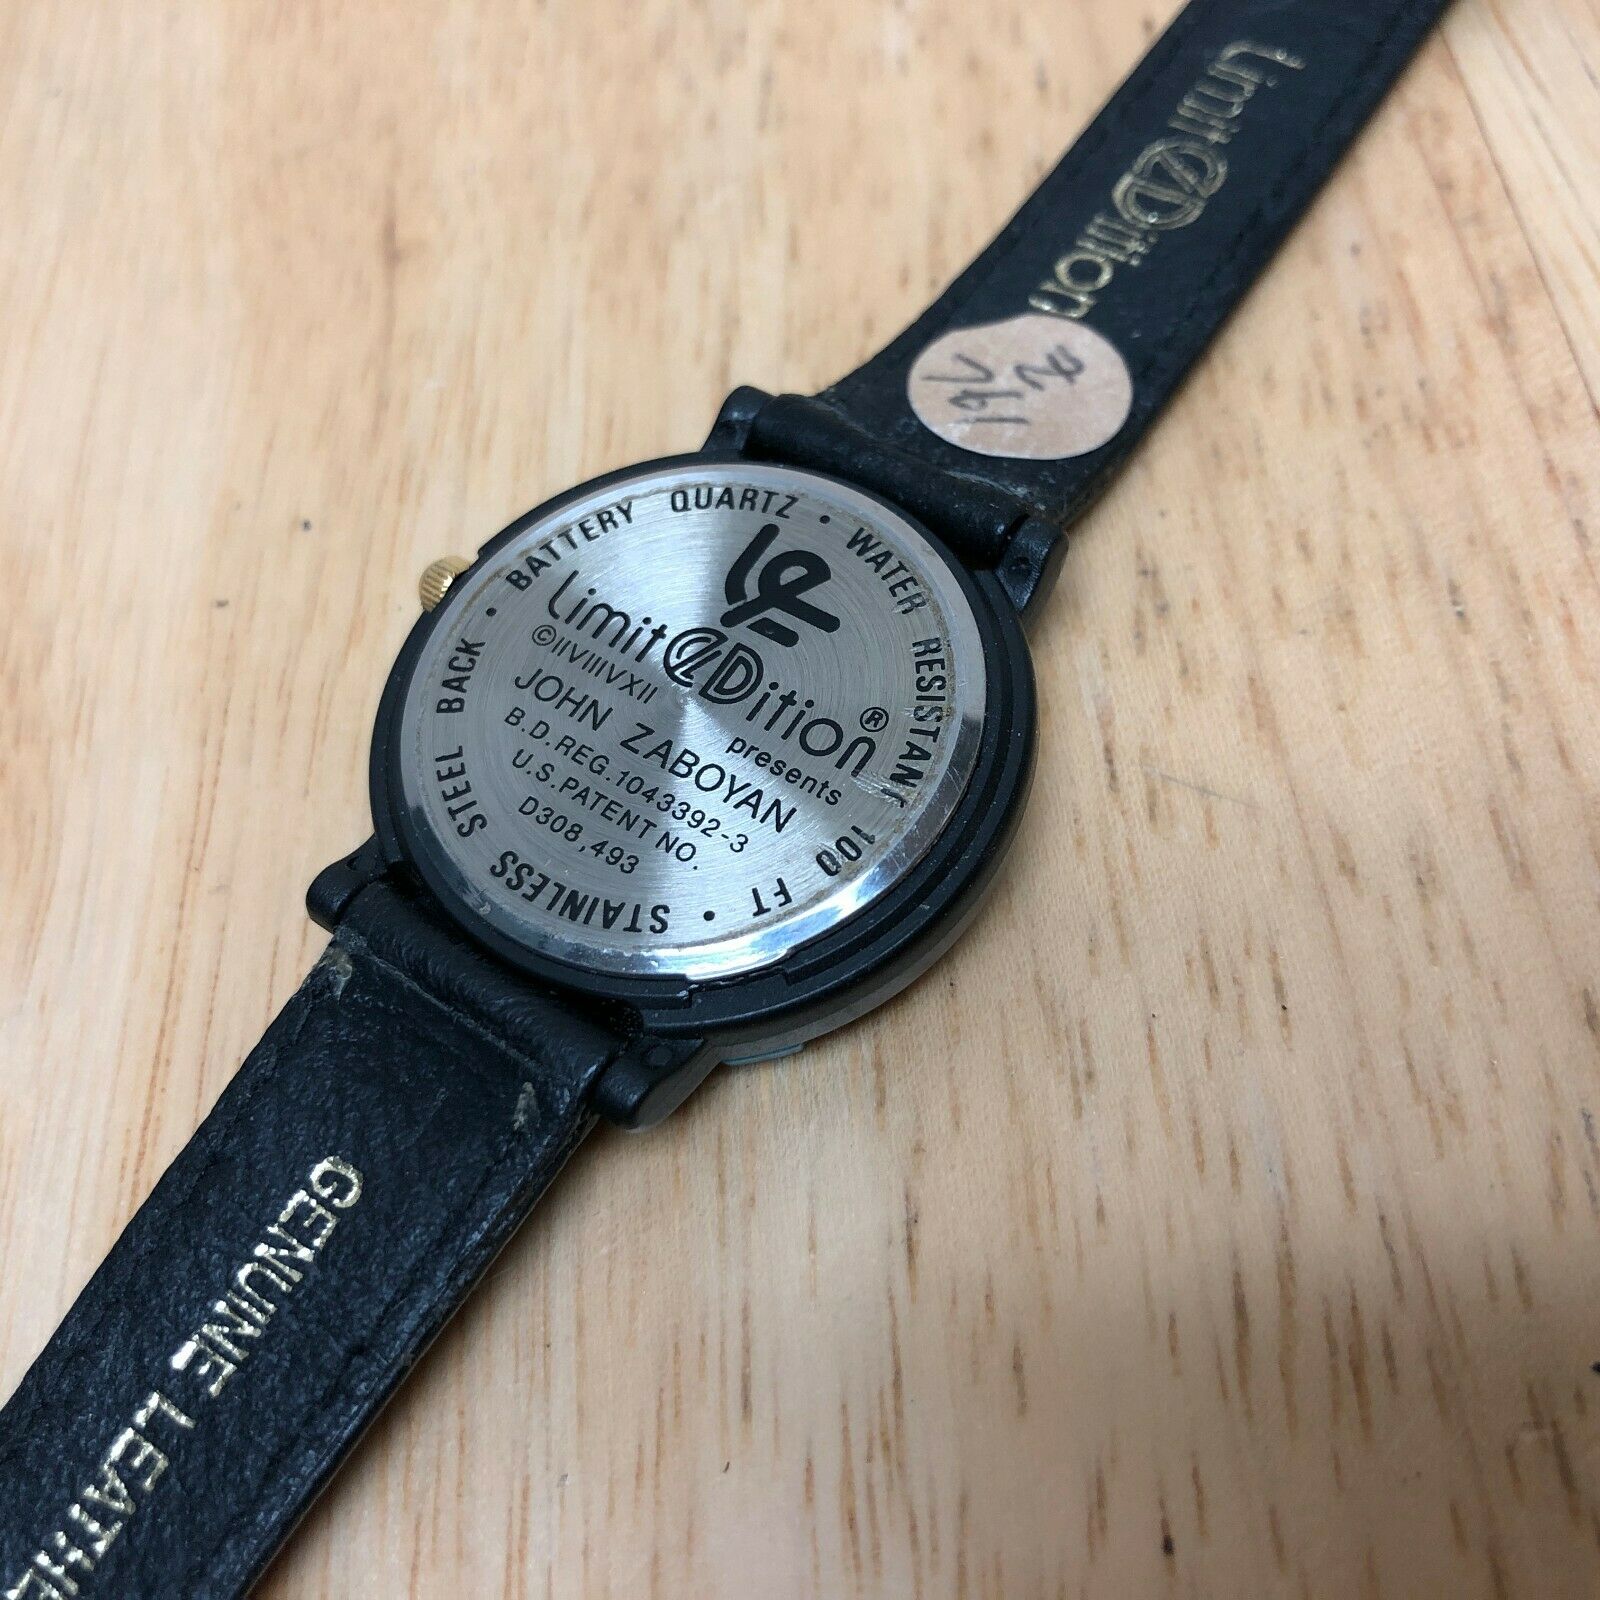 LimiteDition
BATTERY QUARTZ • WATER RESISTANT 100 FT • STAINLESS STEEL BACK •
LimiteDition®
©IIVIIIVXII presents
JOHN ZABOYAN
B.D.REG.1043392-3
U.S.PATENT NO.
D308,493
GENUINE LEATHE